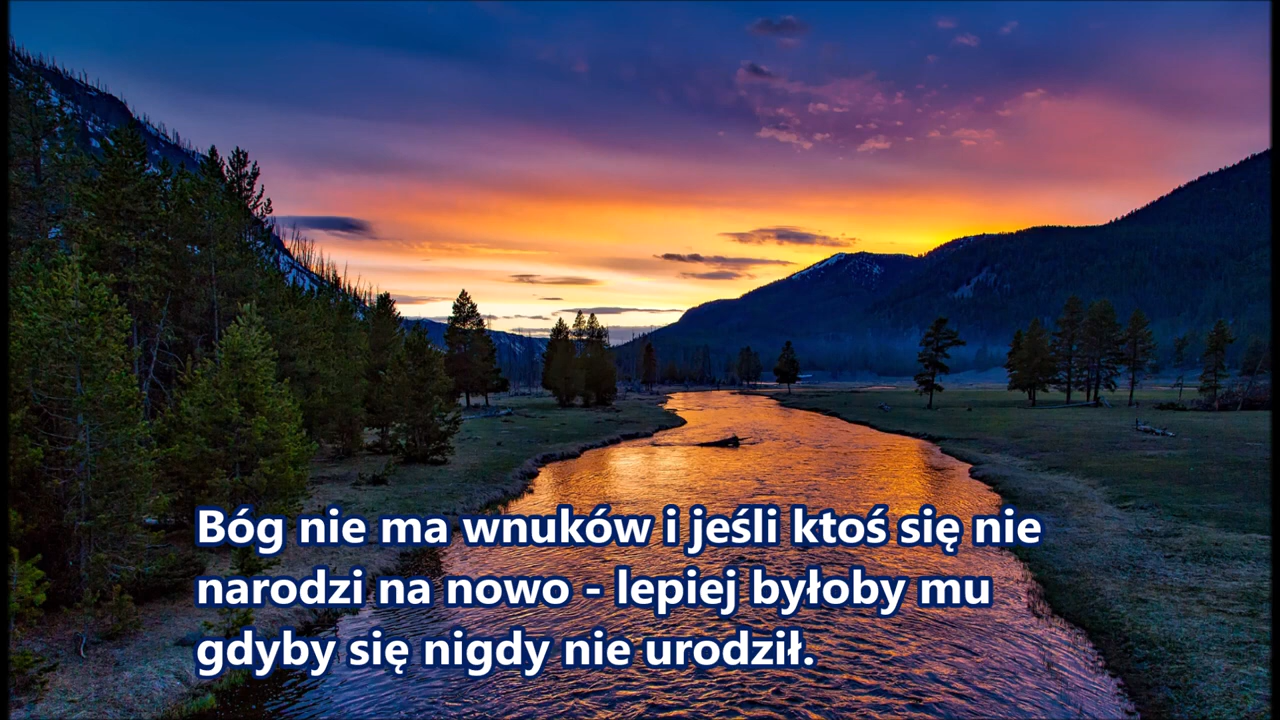 Bóg nie ma wnuków i jeśli ktoś się nie
narodzi na nowo - lepiej byłoby mu
gdyby się nigdy nie urodził.